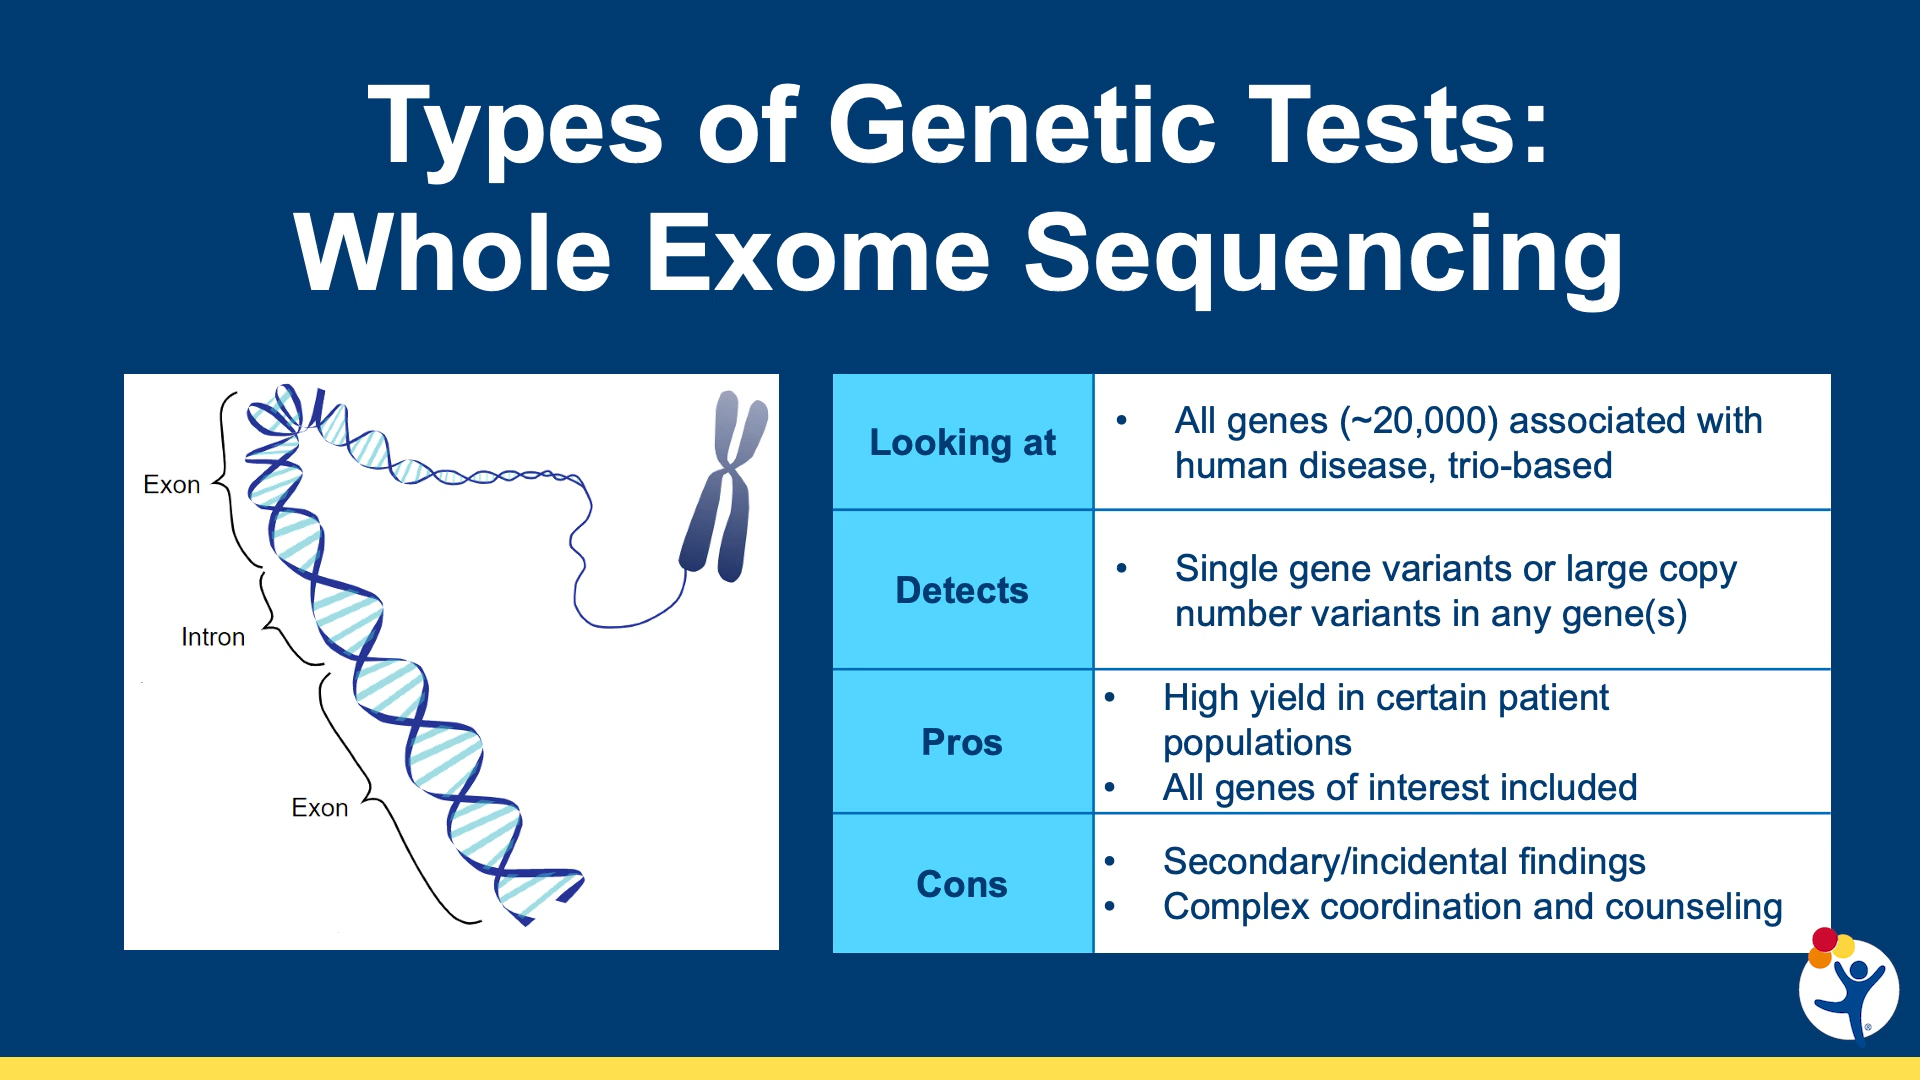 Types of Genetic Tests:
Whole Exome Sequencing
Exon
Intron
Exon
Looking at
• All genes (~20,000) associated with
human disease, trio-based
Detects
• Single gene variants or large copy
number variants in any gene(s)
Pros
• High yield in certain patient
populations
• All genes of interest included
Cons
• Secondary/incidental findings
• Complex coordination and counseling
®